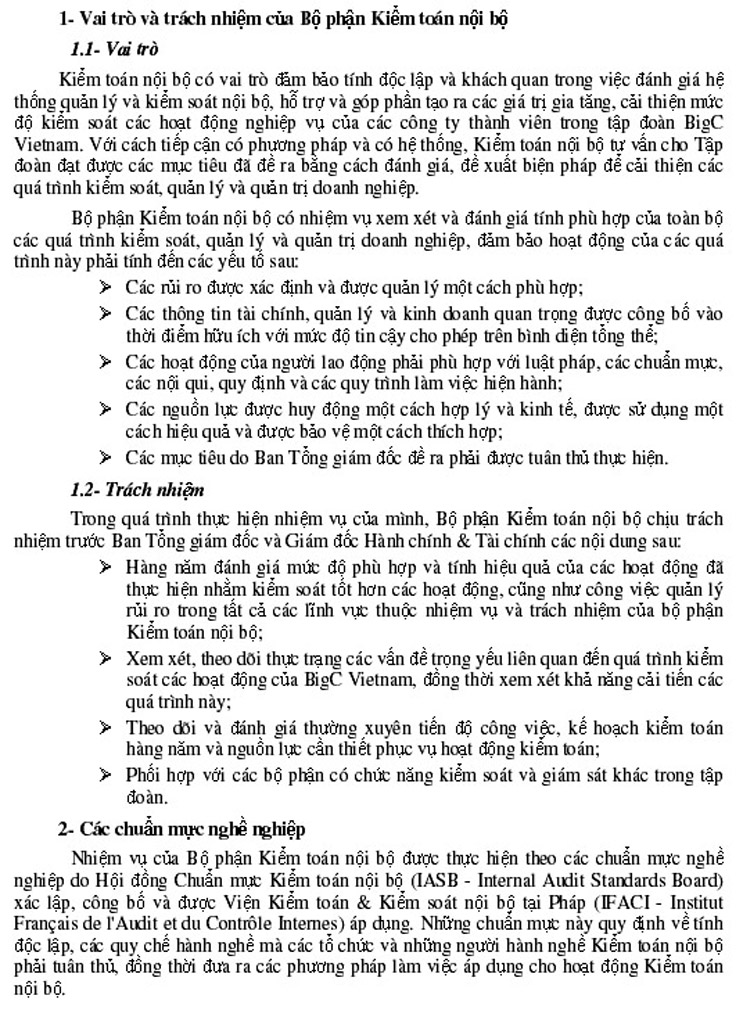 1- Vai trò và trách nhiệm của Bộ phận Kiểm toán nội bộ
1.1- Vai trò
Kiểm toán nội bộ có vai trò đảm bảo tính độc lập và khách quan trong việc đánh giá hệ
thống quản lý và kiểm soát nội bộ, hỗ trợ và góp phần tạo ra các giá trị gia tăng, cải thiện mức
độ kiểm soát các hoạt động nghiệp vụ của các công ty thành viên trong tập đoàn BigC
Vietnam. Với cách tiếp cận có phương pháp và có hệ thống, Kiểm toán nội bộ tư vấn cho Tập
đoàn đạt được các mục tiêu đã đề ra bằng cách đánh giá, đề xuất biện pháp để cải thiện các
quá trình kiểm soát, quản lý và quản trị doanh nghiệp.
Bộ phận Kiểm toán nội bộ có nhiệm vụ xem xét và đánh giá tính phù hợp của toàn bộ
các quá trình kiểm soát, quản lý và quản trị doanh nghiệp, đảm bảo hoạt động của các quá
trình này phải tính đến các yếu tố sau:
➢ Các rủi ro được xác định và được quản lý một cách phù hợp;
➢ Các thông tin tài chính, quản lý và kinh doanh quan trọng được công bố vào
thời điểm hữu ích với mức độ tin cậy cho phép trên bình diện tổng thể;
➢ Các hoạt động của người lao động phải phù hợp với luật pháp, các chuẩn mực,
các nội qui, quy định và các quy trình làm việc hiện hành;
➢ Các nguồn lực được huy động một cách hợp lý và kinh tế, được sử dụng một
cách hiệu quả và được bảo vệ một cách thích hợp;
➢ Các mục tiêu do Ban Tổng giám đốc đề ra phải được tuân thủ thực hiện.
1.2- Trách nhiệm
Trong quá trình thực hiện nhiệm vụ của mình, Bộ phận Kiểm toán nội bộ chịu trách
nhiệm trước Ban Tổng giám đốc và Giám đốc Hành chính & Tài chính các nội dung sau:
➢ Hàng năm đánh giá mức độ phù hợp và tính hiệu quả của các hoạt động đã
thực hiện nhằm kiểm soát tốt hơn các hoạt động, cũng như công việc quản lý
rủi ro trong tất cả các lĩnh vực thuộc nhiệm vụ và trách nhiệm của bộ phận
Kiểm toán nội bộ;
➢ Xem xét, theo dõi thực trạng các vấn đề trọng yếu liên quan đến quá trình kiểm
soát các hoạt động của BigC Vietnam, đồng thời xem xét khả năng cải tiến các
quá trình này;
➢ Theo dõi và đánh giá thường xuyên tiến độ công việc, kế hoạch kiểm toán
hàng năm và nguồn lực cần thiết phục vụ hoạt động kiểm toán;
➢ Phối hợp với các bộ phận có chức năng kiểm soát và giám sát khác trong tập
đoàn.
2- Các chuẩn mực nghề nghiệp
Nhiệm vụ của Bộ phận Kiểm toán nội bộ được thực hiện theo các chuẩn mực nghề
nghiệp do Hội đồng Chuẩn mực Kiểm toán nội bộ (IASB - Internal Audit Standards Board)
xác lập, công bố và được Viện Kiểm toán & Kiểm soát nội bộ tại Pháp (IFACI - Institut
Français de l'Audit et du Contrôle Internes) áp dụng. Những chuẩn mực này quy định về tính
độc lập, các quy chế hành nghề mà các tổ chức và những người hành nghề Kiểm toán nội bộ
phải tuân thủ, đồng thời đưa ra các phương pháp làm việc áp dụng cho hoạt động Kiểm toán
nội bộ.